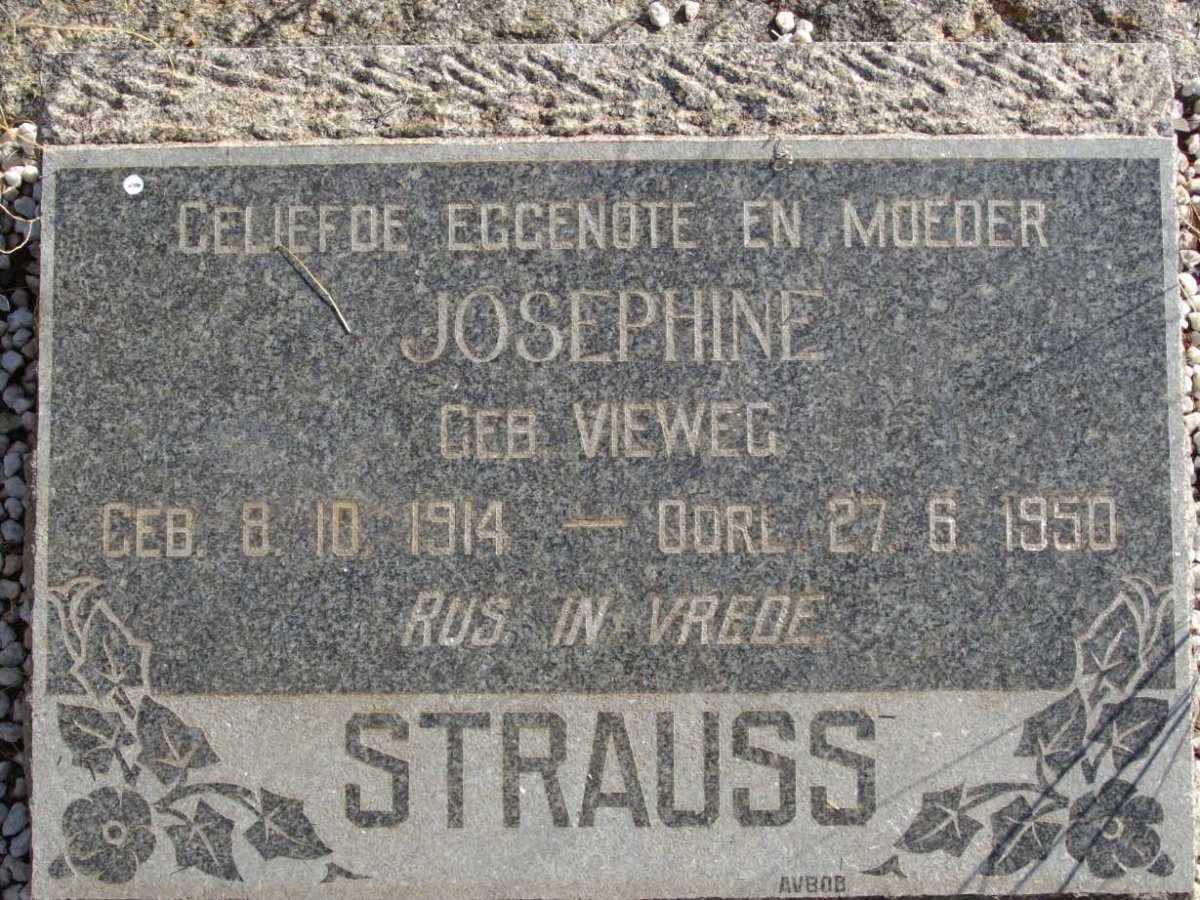 GELIEFDE EGGENOTE EN MOEDER
JOSEPHINE
GEB. VIEWEG
GEB. 8. 10. 1914 — OORL. 27. 6. 1950
RUS IN VREDE
STRAUSS
AVBOB